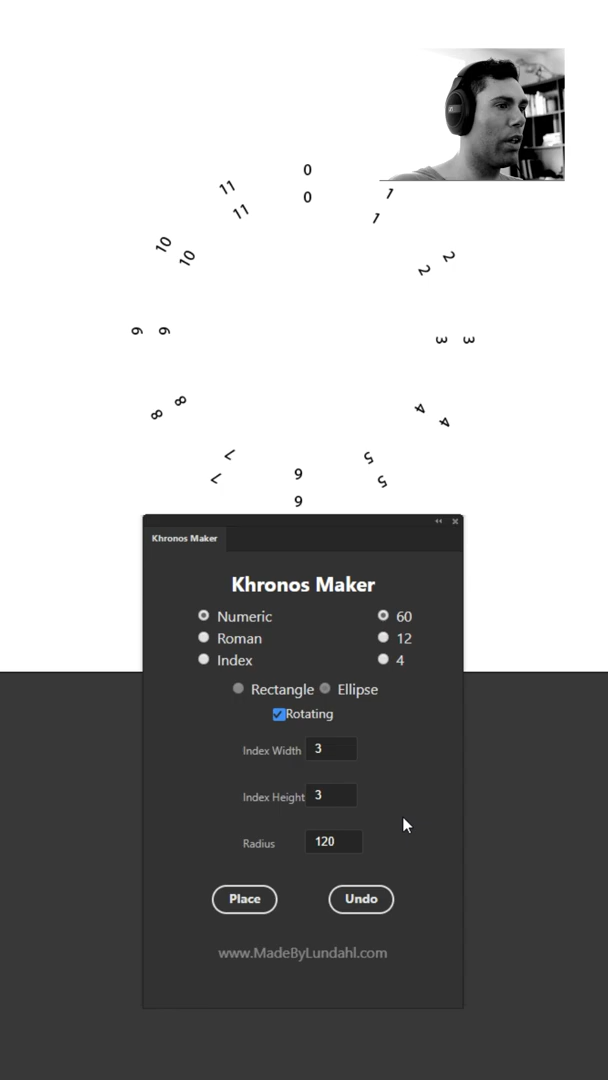 0
11
0
1
11
1
10
2
10
2
9
9
3
3
8
8
4
4
7
5
7
6
5
6
Khronos Maker
Khronos Maker
Numeric
60
Roman
12
Index
4
Rectangle
Ellipse
Rotating
Index Width
3
Index Height
3
Radius
120
Place
Undo
www.MadeByLundahl.com